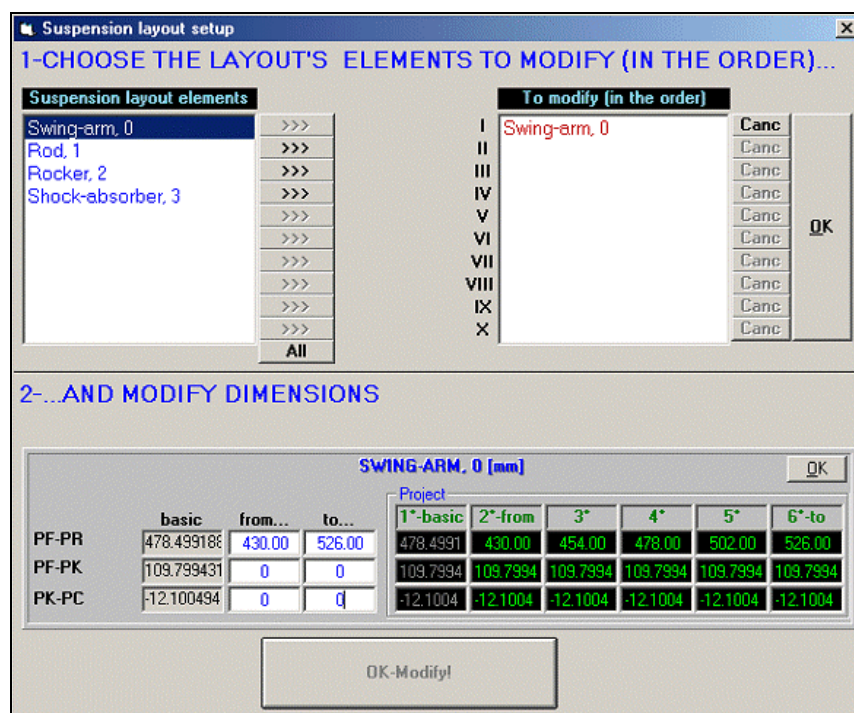 Suspension layout setup
1-CHOOSE THE LAYOUT'S ELEMENTS TO MODIFY (IN THE ORDER)...
Suspension layout elements
To modify (in the order)
Swing-arm, 0 >>> I Swing-arm, 0 Canc
Rod, 1 >>> II Canc
Rocker, 2 >>> III Canc
Shock-absorber, 3 >>> IV Canc
>>> V Canc
OK
>>> VI Canc
>>> VII Canc
>>> VIII Canc
>>> IX Canc
>>> X Canc
All
2-...AND MODIFY DIMENSIONS
SWING-ARM, 0 [mm] OK
Project
basic from... to... 1°-basic 2°-from 3° 4° 5° 6°-to
PF-PR 478.499188 430.00 526.00 478.4991 430.00 454.00 478.00 502.00 526.00
PF-PK 109.799431 0 0 109.7994 109.7994 109.7994 109.7994 109.7994 109.7994
PK-PC -12.100494 0 0 -12.1004 -12.1004 -12.1004 -12.1004 -12.1004 -12.1004
OK-Modify!